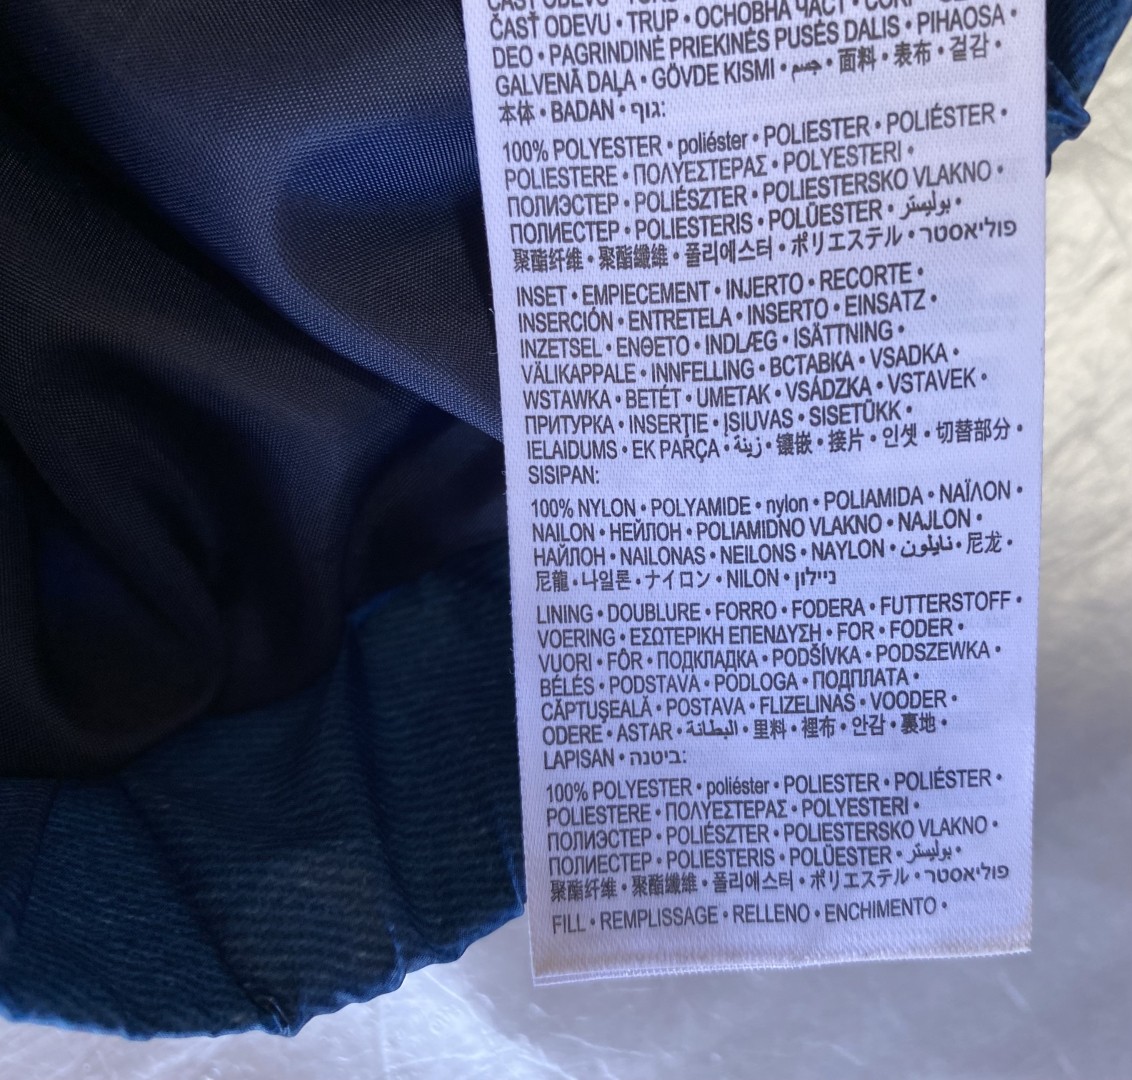 ČASŤ ODEVU • TRUP • ОСНОВНА ЧАСТ •
DEO • PAGRINDINĖ PRIEKINĖS PUSĖS DALIS • PIHAOSA •
GALVENĀ DAĻA • GÖVDE KISMI • جسم • 面料 • 表布 • 겉감 •
本体 • BADAN • גוף:
100% POLYESTER • poliéster • POLIESTER • POLIÉSTER •
POLIESTERE • ΠΟΛΥΕΣΤΕΡΑΣ • POLYESTERI •
ПОЛИЭСТЕР • POLIÉSZTER • POLIESTERSKO VLAKNO •
ПОЛИЕСТЕР • POLIESTERIS • POLÜESTER • بوليستر •
聚酯纤维 • 聚酯纖維 • 폴리에스터 • ポリエステル • פוליאסטר
INSET • EMPIECEMENT • INJERTO • RECORTE •
INSERCIÓN • ENTRETELA • INSERTO • EINSATZ •
INZETSEL • ΕΝΘΕΤΟ • INDLÆG • ISÄTTNING •
VÄLIKAPPALE • INNFELLING • ВСТАВКА • VSADKA •
WSTAWKA • BETÉT • UMETAK • VSÁDZKA • VSTAVEK •
ПРИТУРКА • INSERŢIE • ĮSIUVAS • SISETÜKK •
IELAIDUMS • EK PARÇA • زينة • 镶嵌 • 接片 • 인셋 • 切替部分 •
SISIPAN:
100% NYLON • POLYAMIDE • nylon • POLIAMIDA • ΝΑΪΛΟΝ •
NAILON • НЕЙЛОН • POLIAMIDNO VLAKNO • NAJLON •
НАЙЛОН • NAILONAS • NEILONS • NAYLON • نايلون • 尼龙 •
尼龍 • 나일론 • ナイロン • NILON • ניילון
LINING • DOUBLURE • FORRO • FODERA • FUTTERSTOFF •
VOERING • ΕΣΩΤΕΡΙΚΗ ΕΠΕΝΔΥΣΗ • FOR • FODER •
VUORI • FÔR • ПОДКЛАДКА • PODŠÍVKA • PODSZEWKA •
BÉLÉS • PODSTAVA • PODLOGA • ПОДПЛАТА •
CĂPTUŞEALĂ • POSTAVA • FLIZELINAS • VOODER •
ODERE • ASTAR • البطانة • 里料 • 裡布 • 안감 • 裏地 •
LAPISAN • ביטנה:
100% POLYESTER • poliéster • POLIESTER • POLIÉSTER •
POLIESTERE • ΠΟΛΥΕΣΤΕΡΑΣ • POLYESTERI •
ПОЛИЭСТЕР • POLIÉSZTER • POLIESTERSKO VLAKNO •
ПОЛИЕСТЕР • POLIESTERIS • POLÜESTER • بوليستر •
聚酯纤维 • 聚酯纖維 • 폴리에스터 • ポリエステル • פוליאסטר
FILL • REMPLISSAGE • RELLENO • ENCHIMENTO •